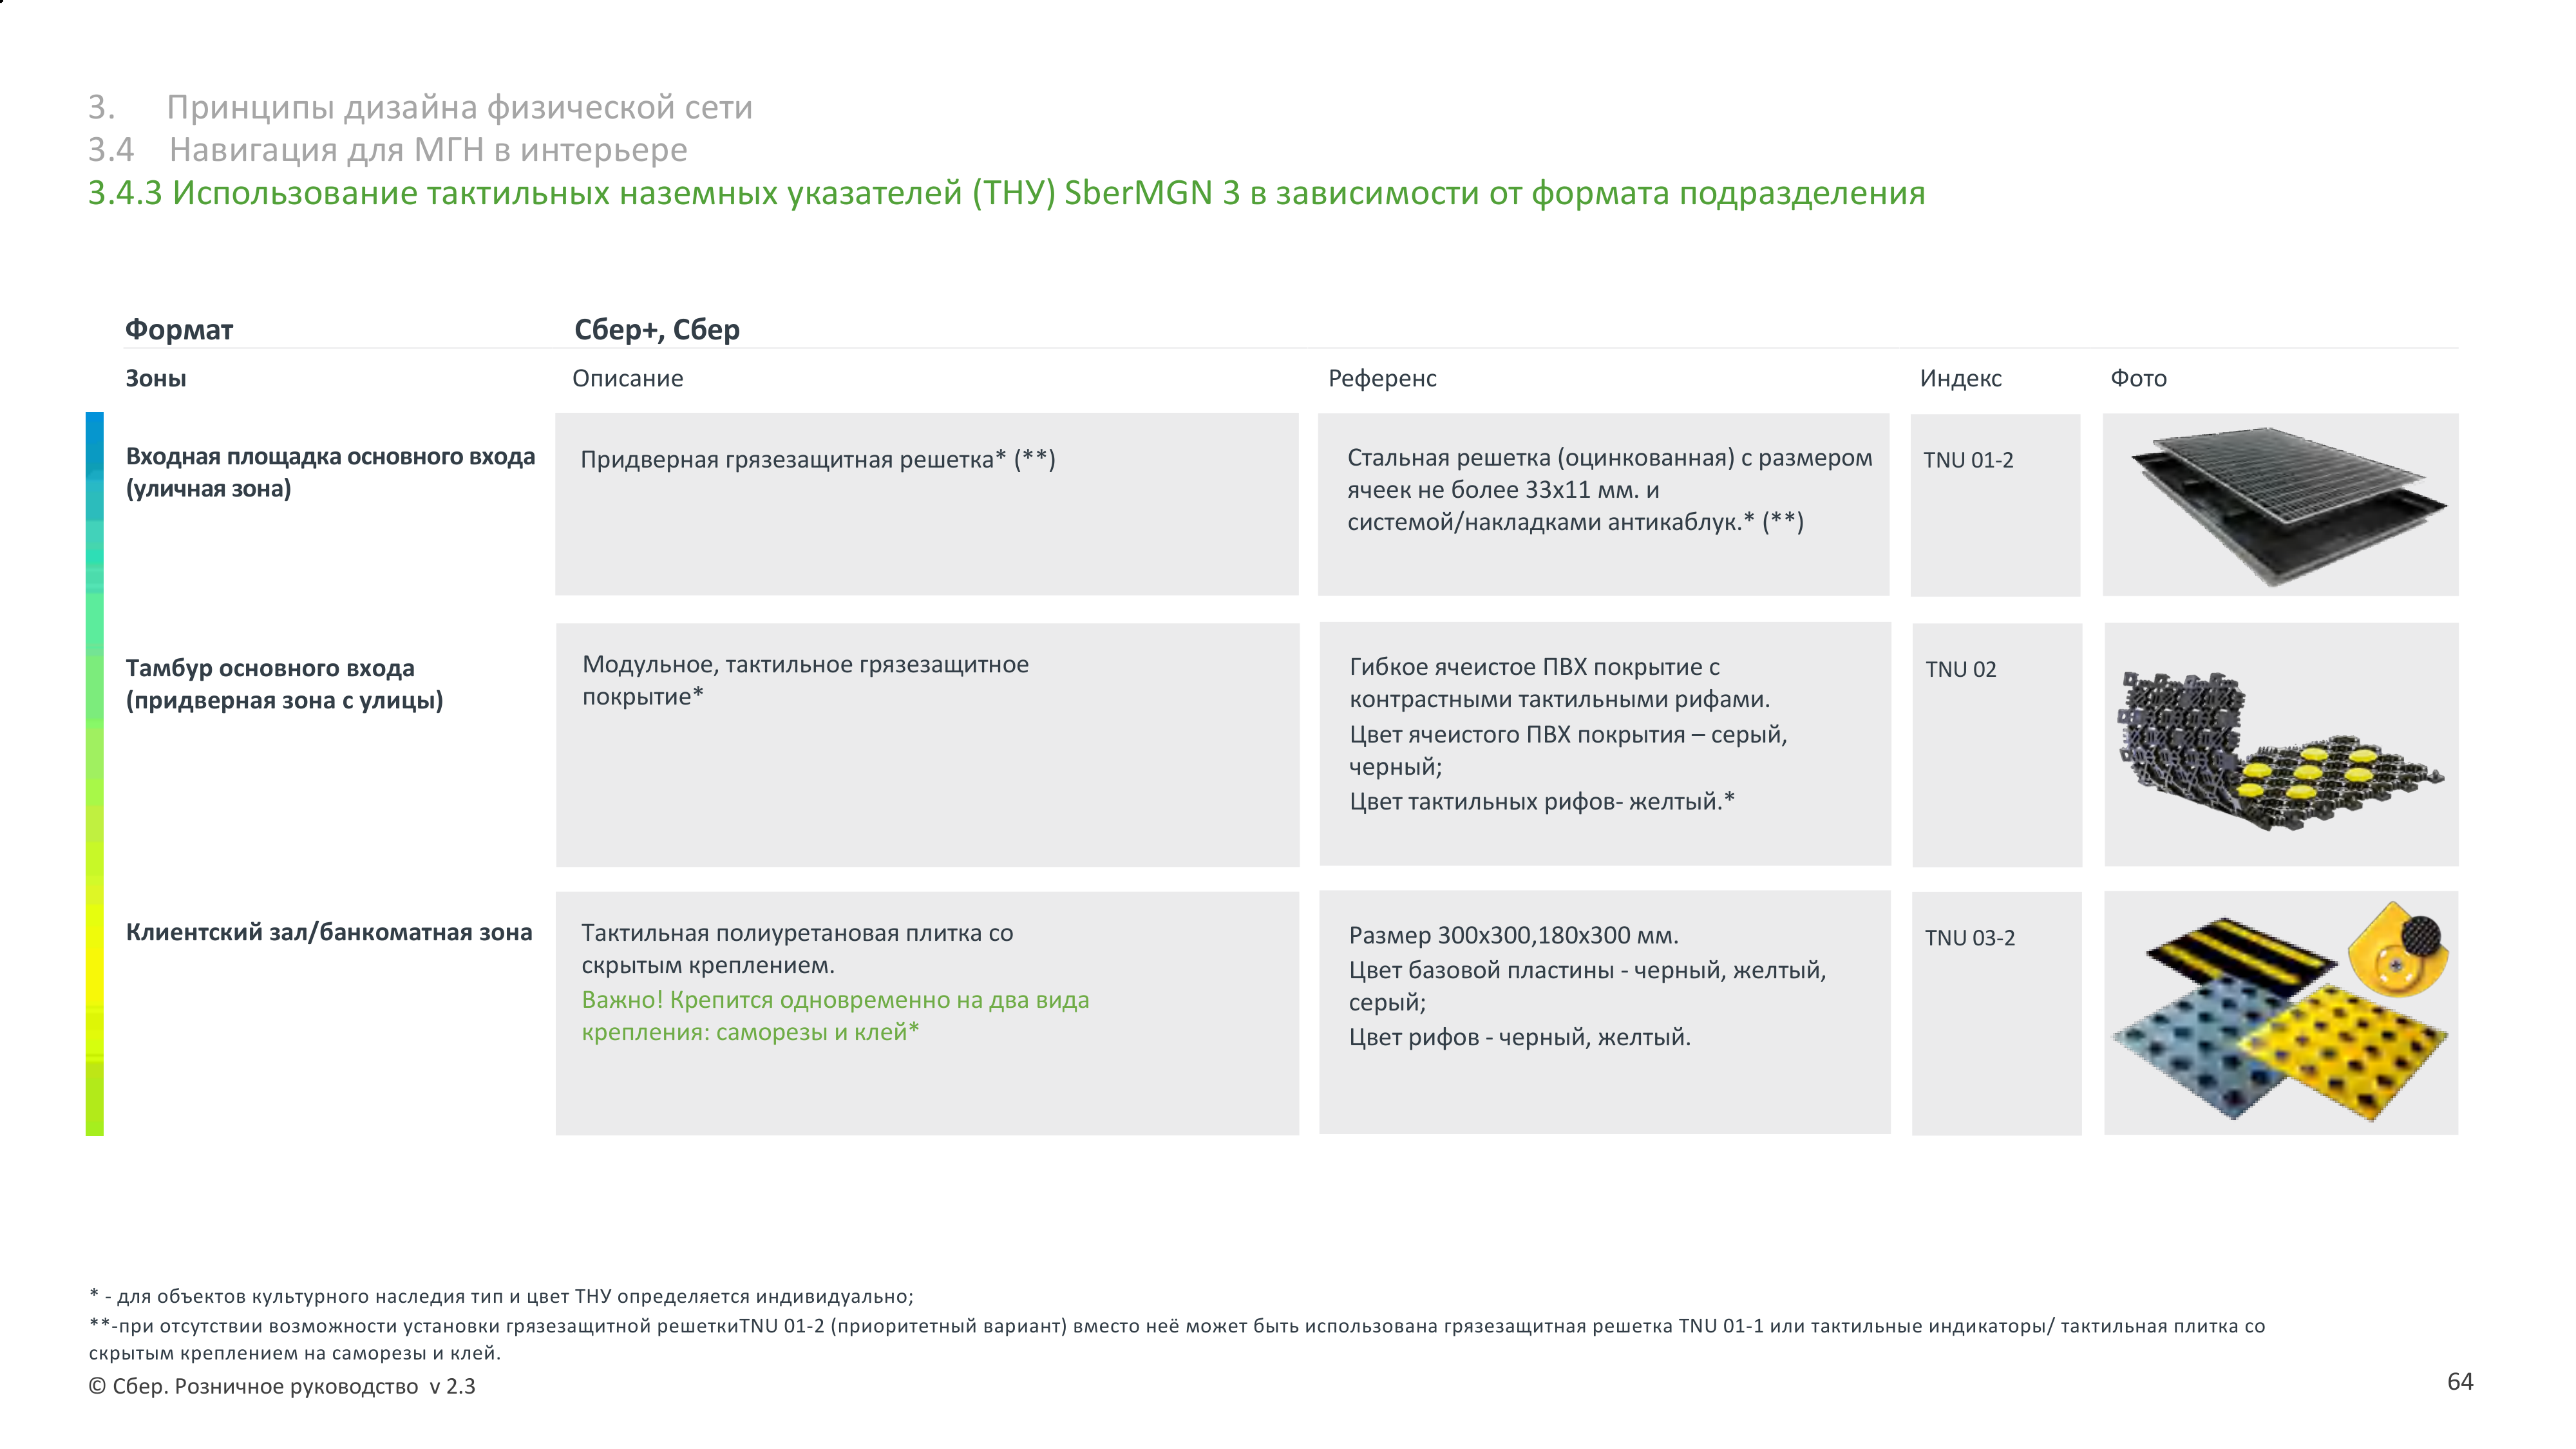 3. Принципы дизайна физической сети
3.4 Навигация для МГН в интерьере
3.4.3 Использование тактильных наземных указателей (ТНУ) SberMGN 3 в зависимости от формата подразделения
Формат
Сбер+, Сбер
Зоны
Описание
Референс
Индекс
Фото
Входная площадка основного входа
(уличная зона)
Придверная грязезащитная решетка* (**)
Стальная решетка (оцинкованная) с размером
ячеек не более 33х11 мм. и
системой/накладками антикаблук.* (**)
TNU 01-2
Тамбур основного входа
(придверная зона с улицы)
Модульное, тактильное грязезащитное
покрытие*
Гибкое ячеистое ПВХ покрытие с
контрастными тактильными рифами.
Цвет ячеистого ПВХ покрытия – серый,
черный;
Цвет тактильных рифов- желтый.*
TNU 02
Клиентский зал/банкоматная зона
Тактильная полиуретановая плитка со
скрытым креплением.
Важно! Крепится одновременно на два вида
крепления: саморезы и клей*
Размер 300х300,180х300 мм.
Цвет базовой пластины - черный, желтый,
серый;
Цвет рифов - черный, желтый.
TNU 03-2
* - для объектов культурного наследия тип и цвет ТНУ определяется индивидуально;
**-при отсутствии возможности установки грязезащитной решеткиTNU 01-2 (приоритетный вариант) вместо неё может быть использована грязезащитная решетка TNU 01-1 или тактильные индикаторы/ тактильная плитка со
скрытым креплением на саморезы и клей.
© Сбер. Розничное руководство v 2.3
64